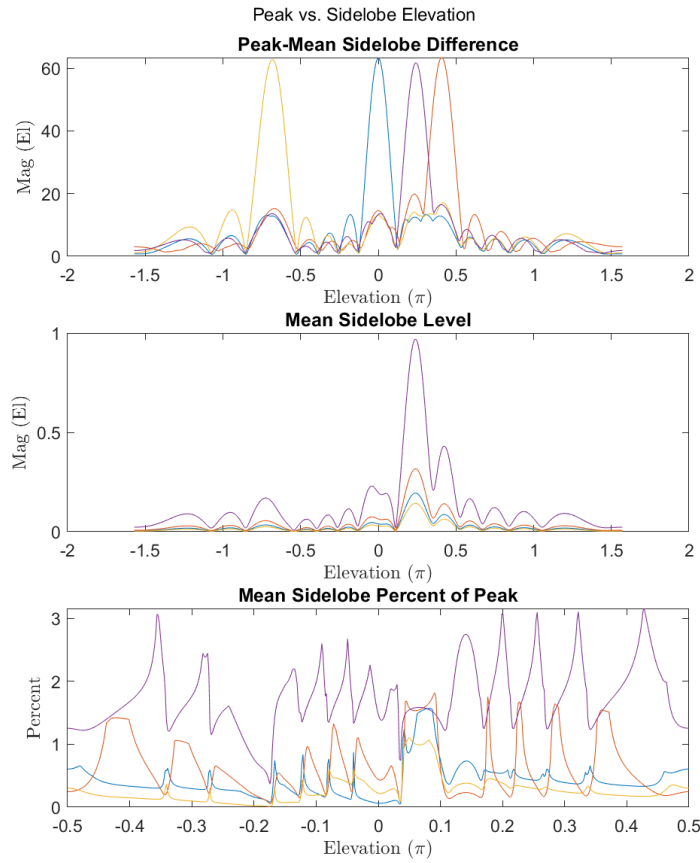 Peak vs. Sidelobe Elevation
Peak-Mean Sidelobe Difference
Mag (El)
60
40
20
0
-2 -1.5 -1 -0.5 0 0.5 1 1.5 2
Elevation (π)
Mean Sidelobe Level
Mag (El)
1
0.5
0
-2 -1.5 -1 -0.5 0 0.5 1 1.5 2
Elevation (π)
Mean Sidelobe Percent of Peak
Percent
3
2
1
0
-0.5 -0.4 -0.3 -0.2 -0.1 0 0.1 0.2 0.3 0.4 0.5
Elevation (π)